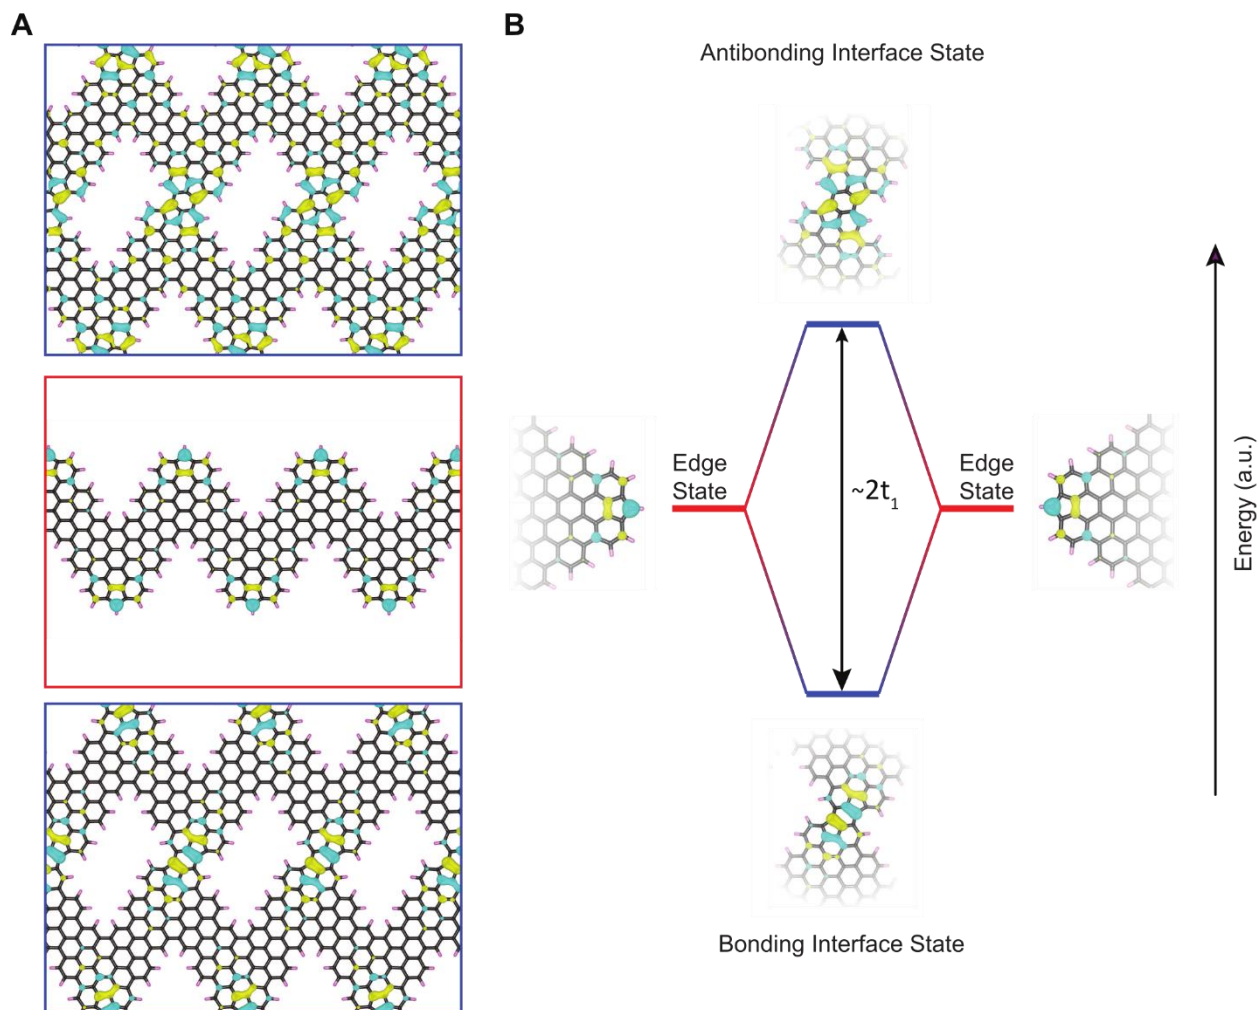 A
B
Antibonding Interface State
Edge
State
~2t₁
Edge
State
Energy (a.u.)
Bonding Interface State